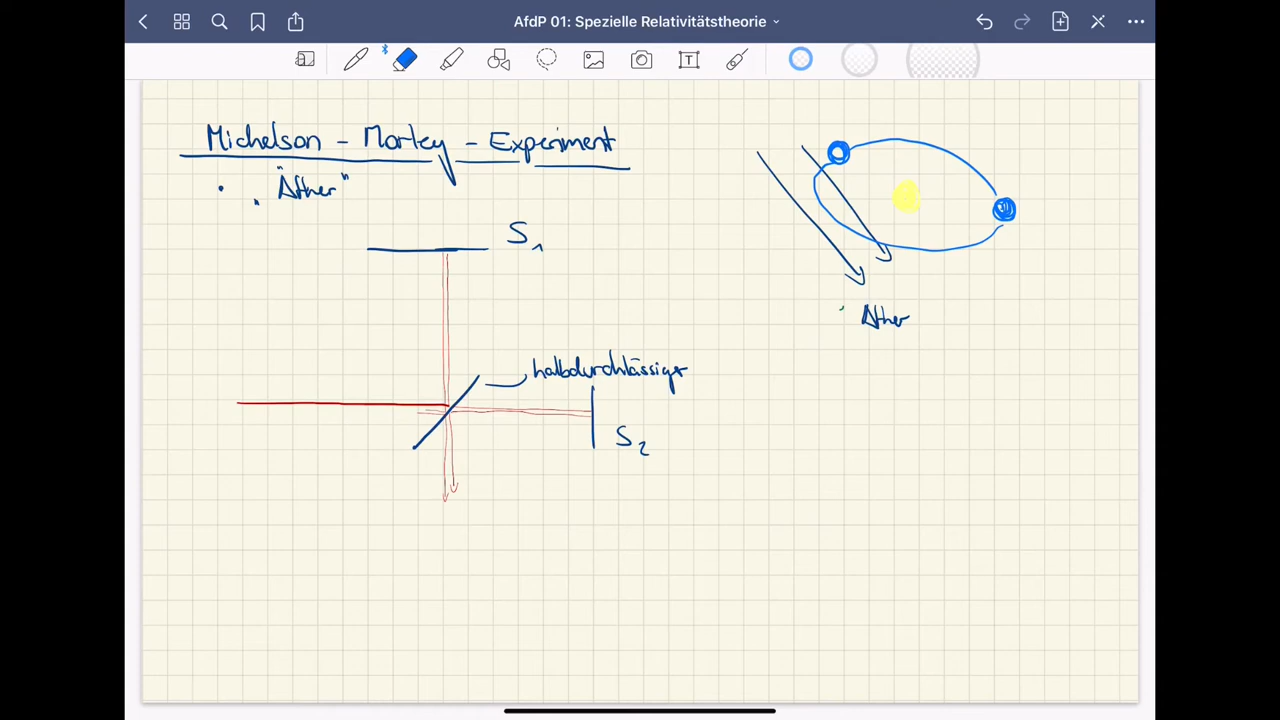 AfdP 01: Spezielle Relativitätstheorie
Michelson - Morley - Experiment
• „Äther"
S1
Äther
halbdurchlässiger
S2